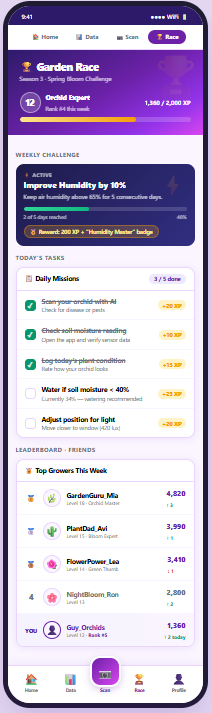 9:41
●●●● WiFi
Home Data Scan Race
Garden Race
Season 3 · Spring Bloom Challenge
12 Orchid Expert 1,360 / 2,000 XP
Rank #4 this week
WEEKLY CHALLENGE
ACTIVE
Improve Humidity by 10%
Keep air humidity above 65% for 5 consecutive days.
2 of 5 days reached 40%
Reward: 200 XP + "Humidity Master" badge
TODAY'S TASKS
Daily Missions 3 / 5 done
Scan your orchid with AI +20 XP
Check for disease or pests
Check soil moisture reading +10 XP
Open the app and verify sensor data
Log today's plant condition +15 XP
Rate how your orchid looks
Water if soil moisture < 40% +25 XP
Currently 34% — watering recommended
Adjust position for light +20 XP
Move closer to window (420 lux)
LEADERBOARD · FRIENDS
Top Growers This Week
GardenGuru_Mia 4,820
Level 18 · Orchid Master ↑ 3
PlantDad_Avi 3,990
Level 15 · Bloom Expert ↑ 1
FlowerPower_Lea 3,410
Level 14 · Green Thumb ↓ 1
4 NightBloom_Ron 2,800
Level 13 ↑ 2
YOU Guy_Orchids 1,360
Level 12 · Rank #5 ↑ 2 today
Home Data Scan Race Profile